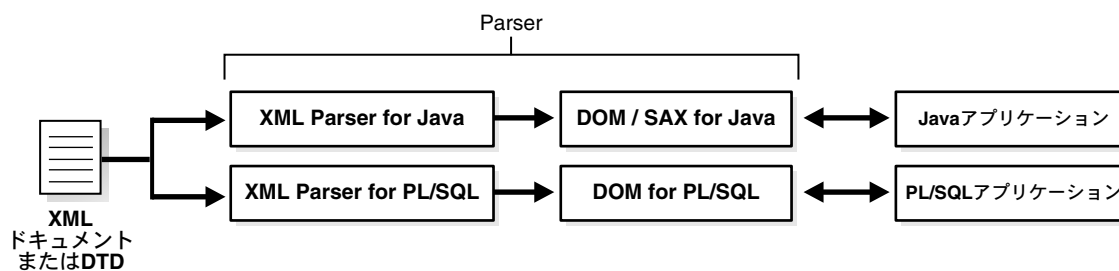 Parser
XML Parser for Java
DOM / SAX for Java
Javaアプリケーション
XML Parser for PL/SQL
DOM for PL/SQL
PL/SQLアプリケーション
XML
ドキュメント
またはDTD